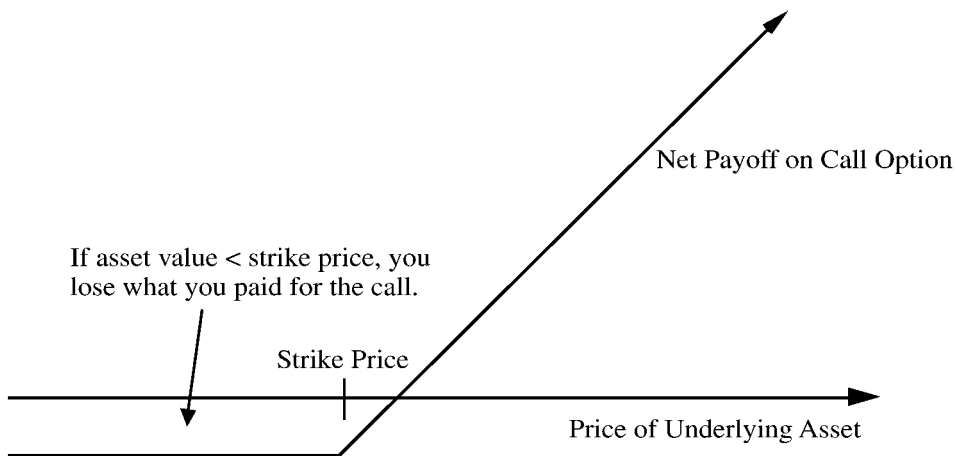 Net Payoff on Call Option
If asset value < strike price, you
lose what you paid for the call.
Strike Price
Price of Underlying Asset